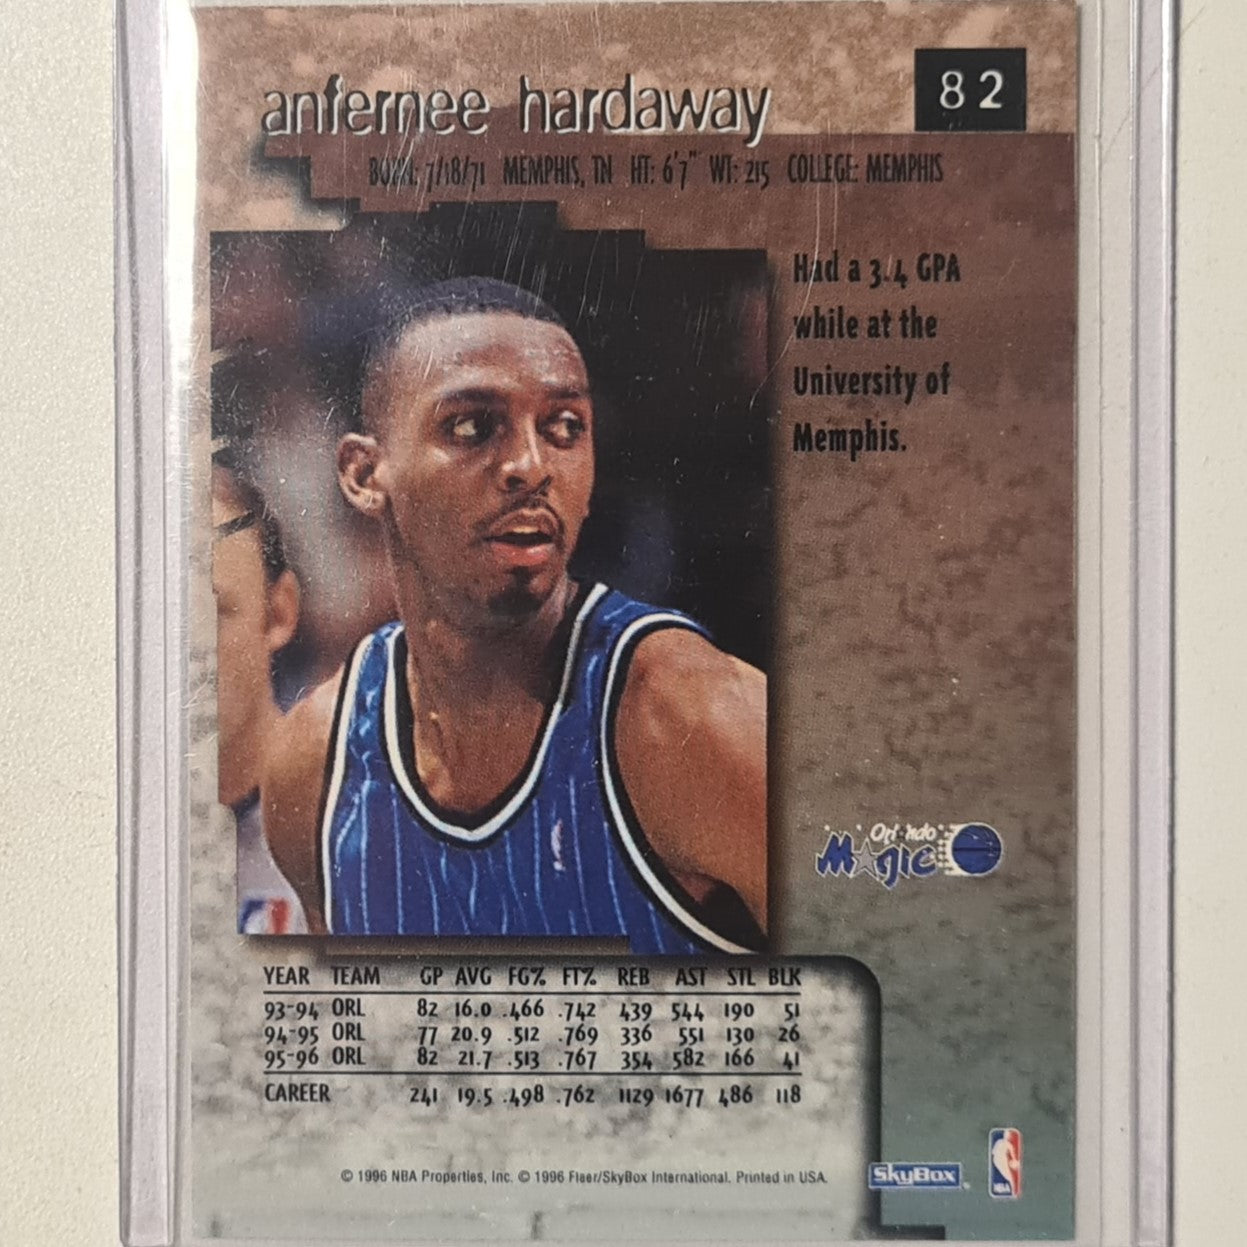 anfernee hardaway
82
BORN: 7/18/71 MEMPHIS, TN HT: 6'7" WT: 215 COLLEGE: MEMPHIS
Had a 3.4 GPA
while at the
University of
Memphis.
Orlando
Magic
YEAR TEAM GP AVG FG% FT% REB AST STL BLK
93-94 ORL 82 16.0 .466 .742 439 544 190 51
94-95 ORL 77 20.9 .512 .769 336 551 130 26
95-96 ORL 82 21.7 .513 .767 354 582 166 41
CAREER 241 19.5 .498 .762 1129 1677 486 118
© 1996 NBA Properties, Inc. © 1996 Fleer/SkyBox International. Printed in USA.
SkyBox
NBA